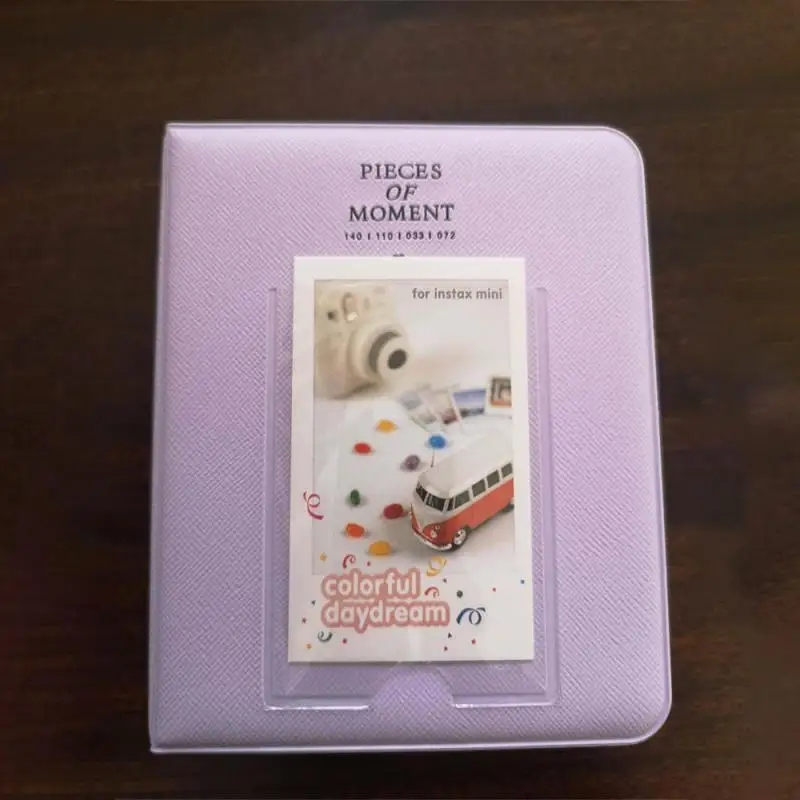 PIECES
OF
MOMENT
140 I 110 I 033 I 072
for instax mini
colorful
daydream